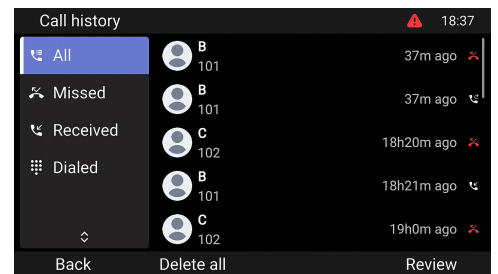 Call history 18:37
All
Missed
Received
Dialed
B
101 37m ago
B
101 37m ago
C
102 18h20m ago
B
101 18h21m ago
C
102 19h0m ago
Back Delete all Review